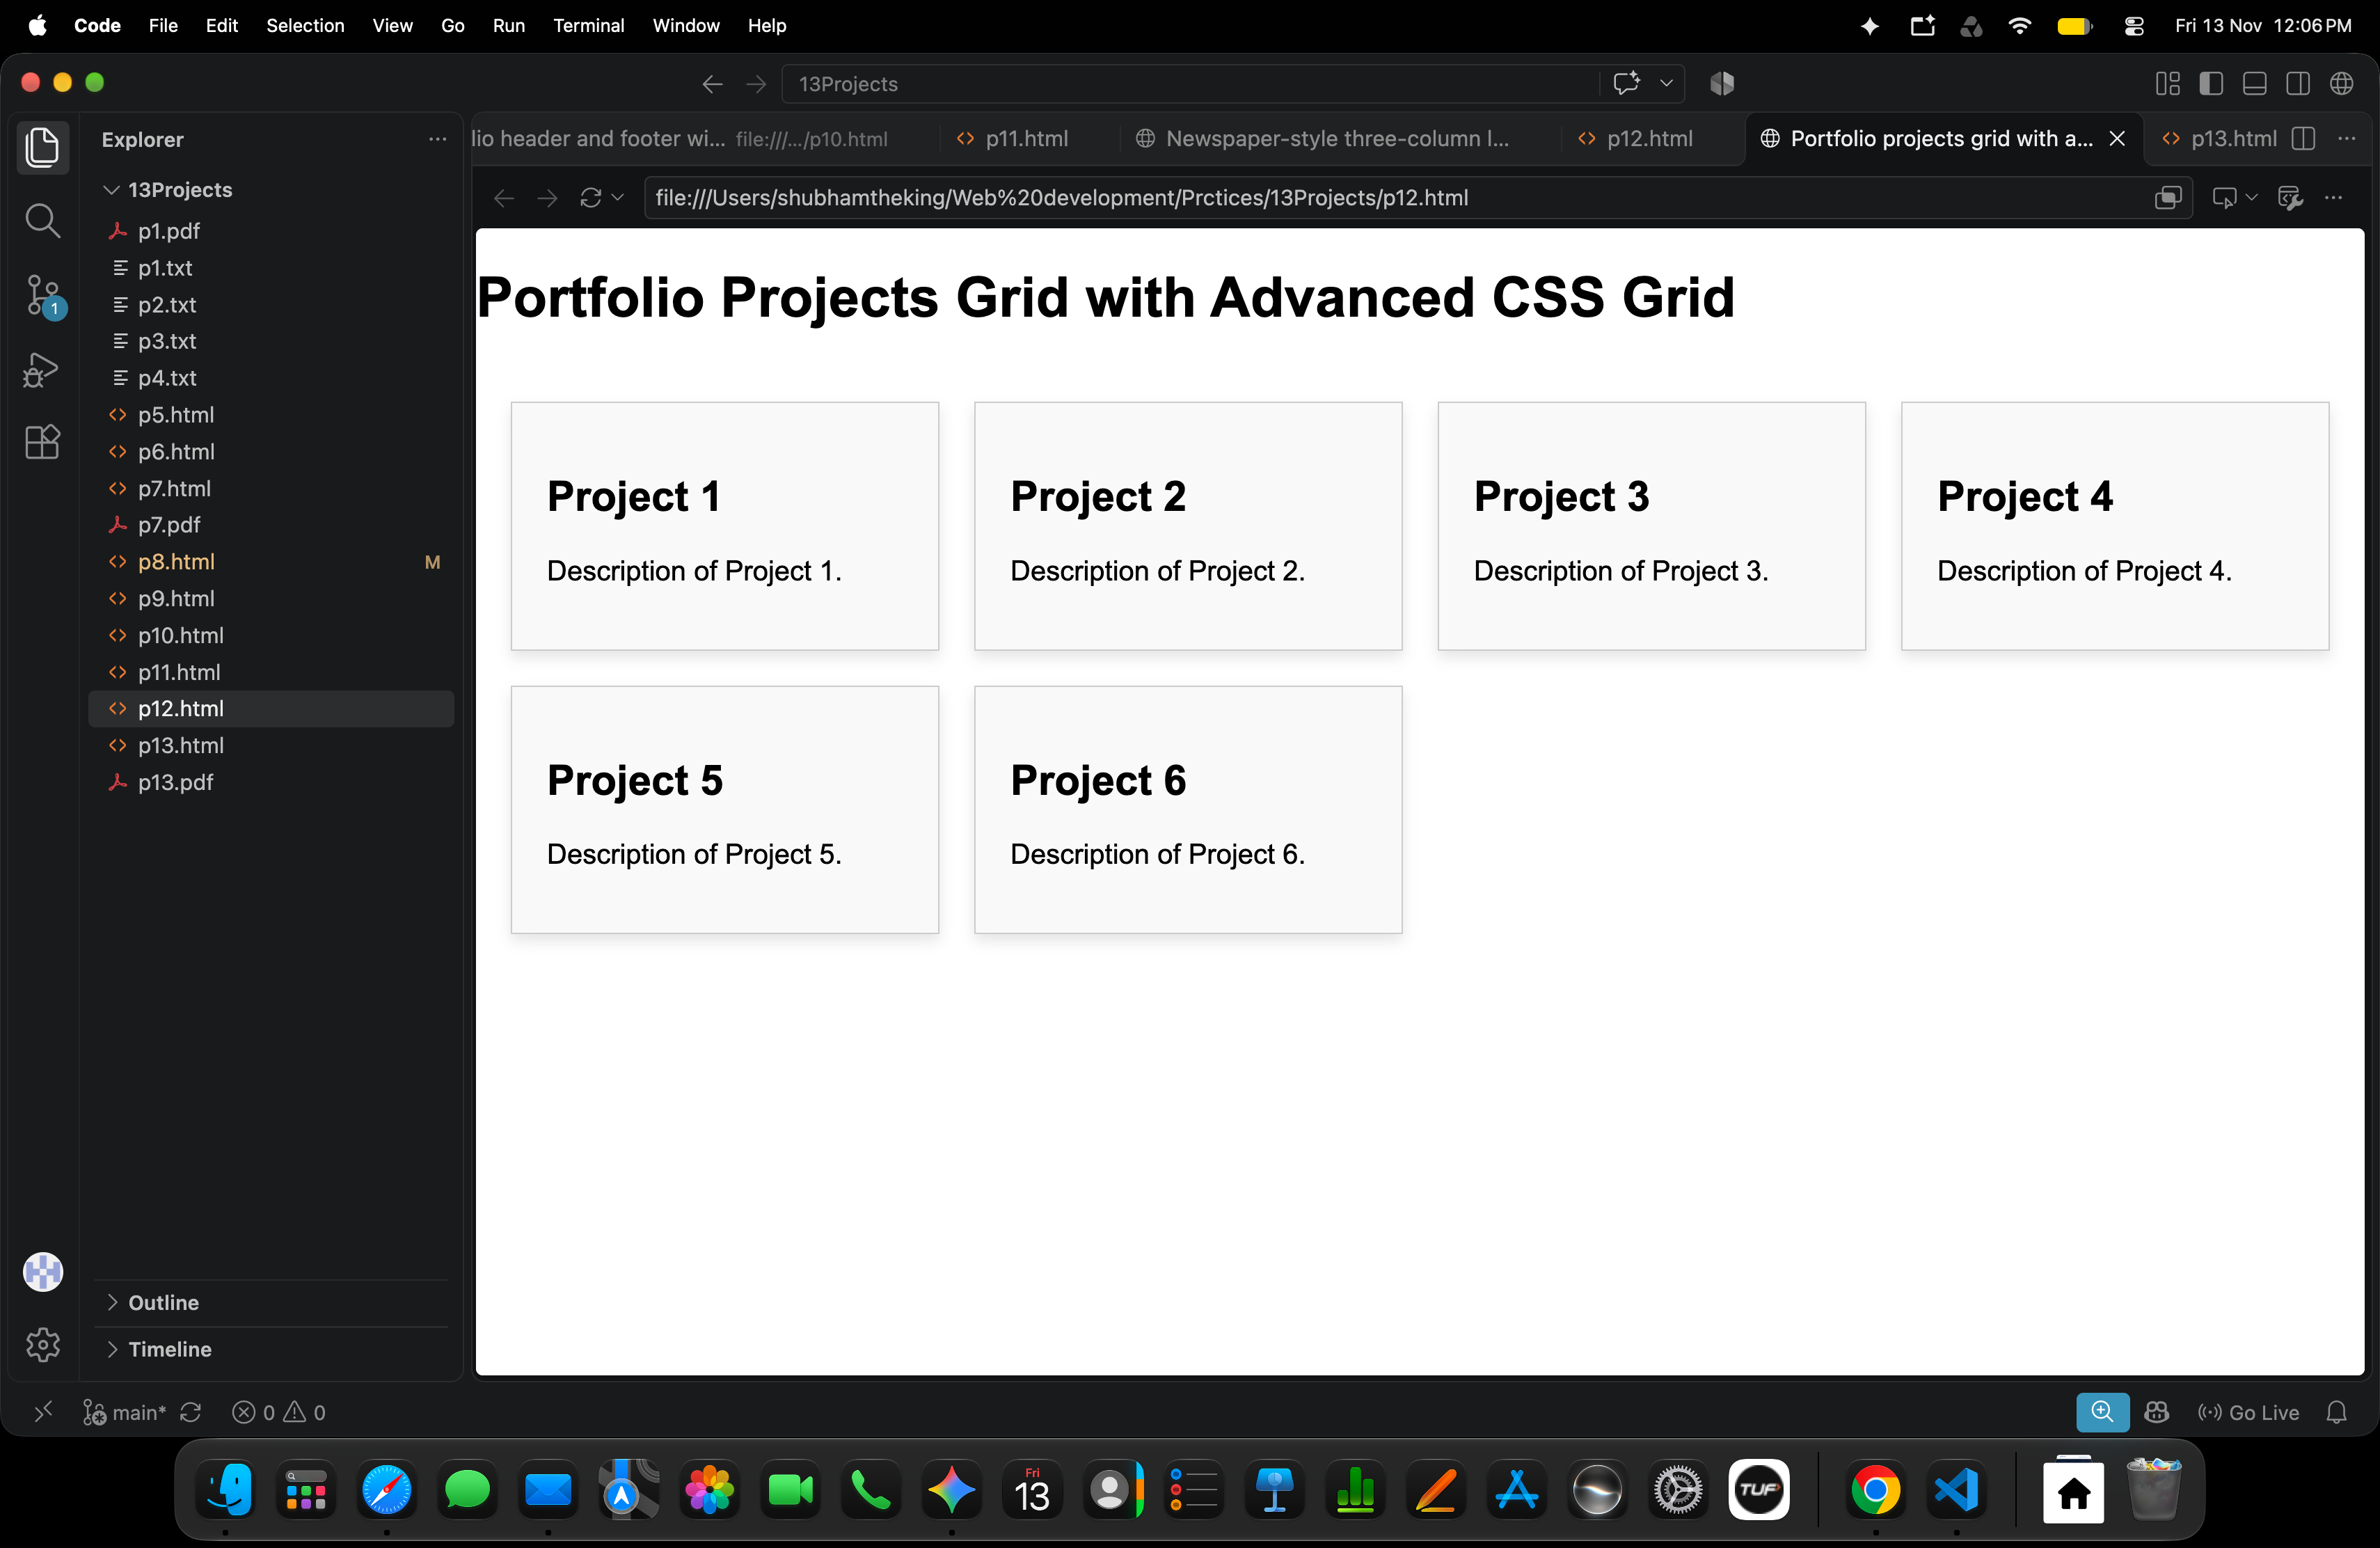 Code File Edit Selection View Go Run Terminal Window Help Fri 13 Nov 12:06 PM
13Projects
Explorer
lio header and footer wi... file:///.../p10.html p11.html Newspaper-style three-column l... p12.html Portfolio projects grid with a... p13.html
13Projects
file:///Users/shubhamtheking/Web%20development/Prctices/13Projects/p12.html
p1.pdf
p1.txt
p2.txt
p3.txt
p4.txt
p5.html
p6.html
p7.html
p7.pdf
p8.html M
p9.html
p10.html
p11.html
p12.html
p13.html
p13.pdf
1
Outline
Timeline
Portfolio Projects Grid with Advanced CSS Grid
Project 1
Description of Project 1.
Project 2
Description of Project 2.
Project 3
Description of Project 3.
Project 4
Description of Project 4.
Project 5
Description of Project 5.
Project 6
Description of Project 6.
main* 0 0 Go Live
Fri
13
TUF